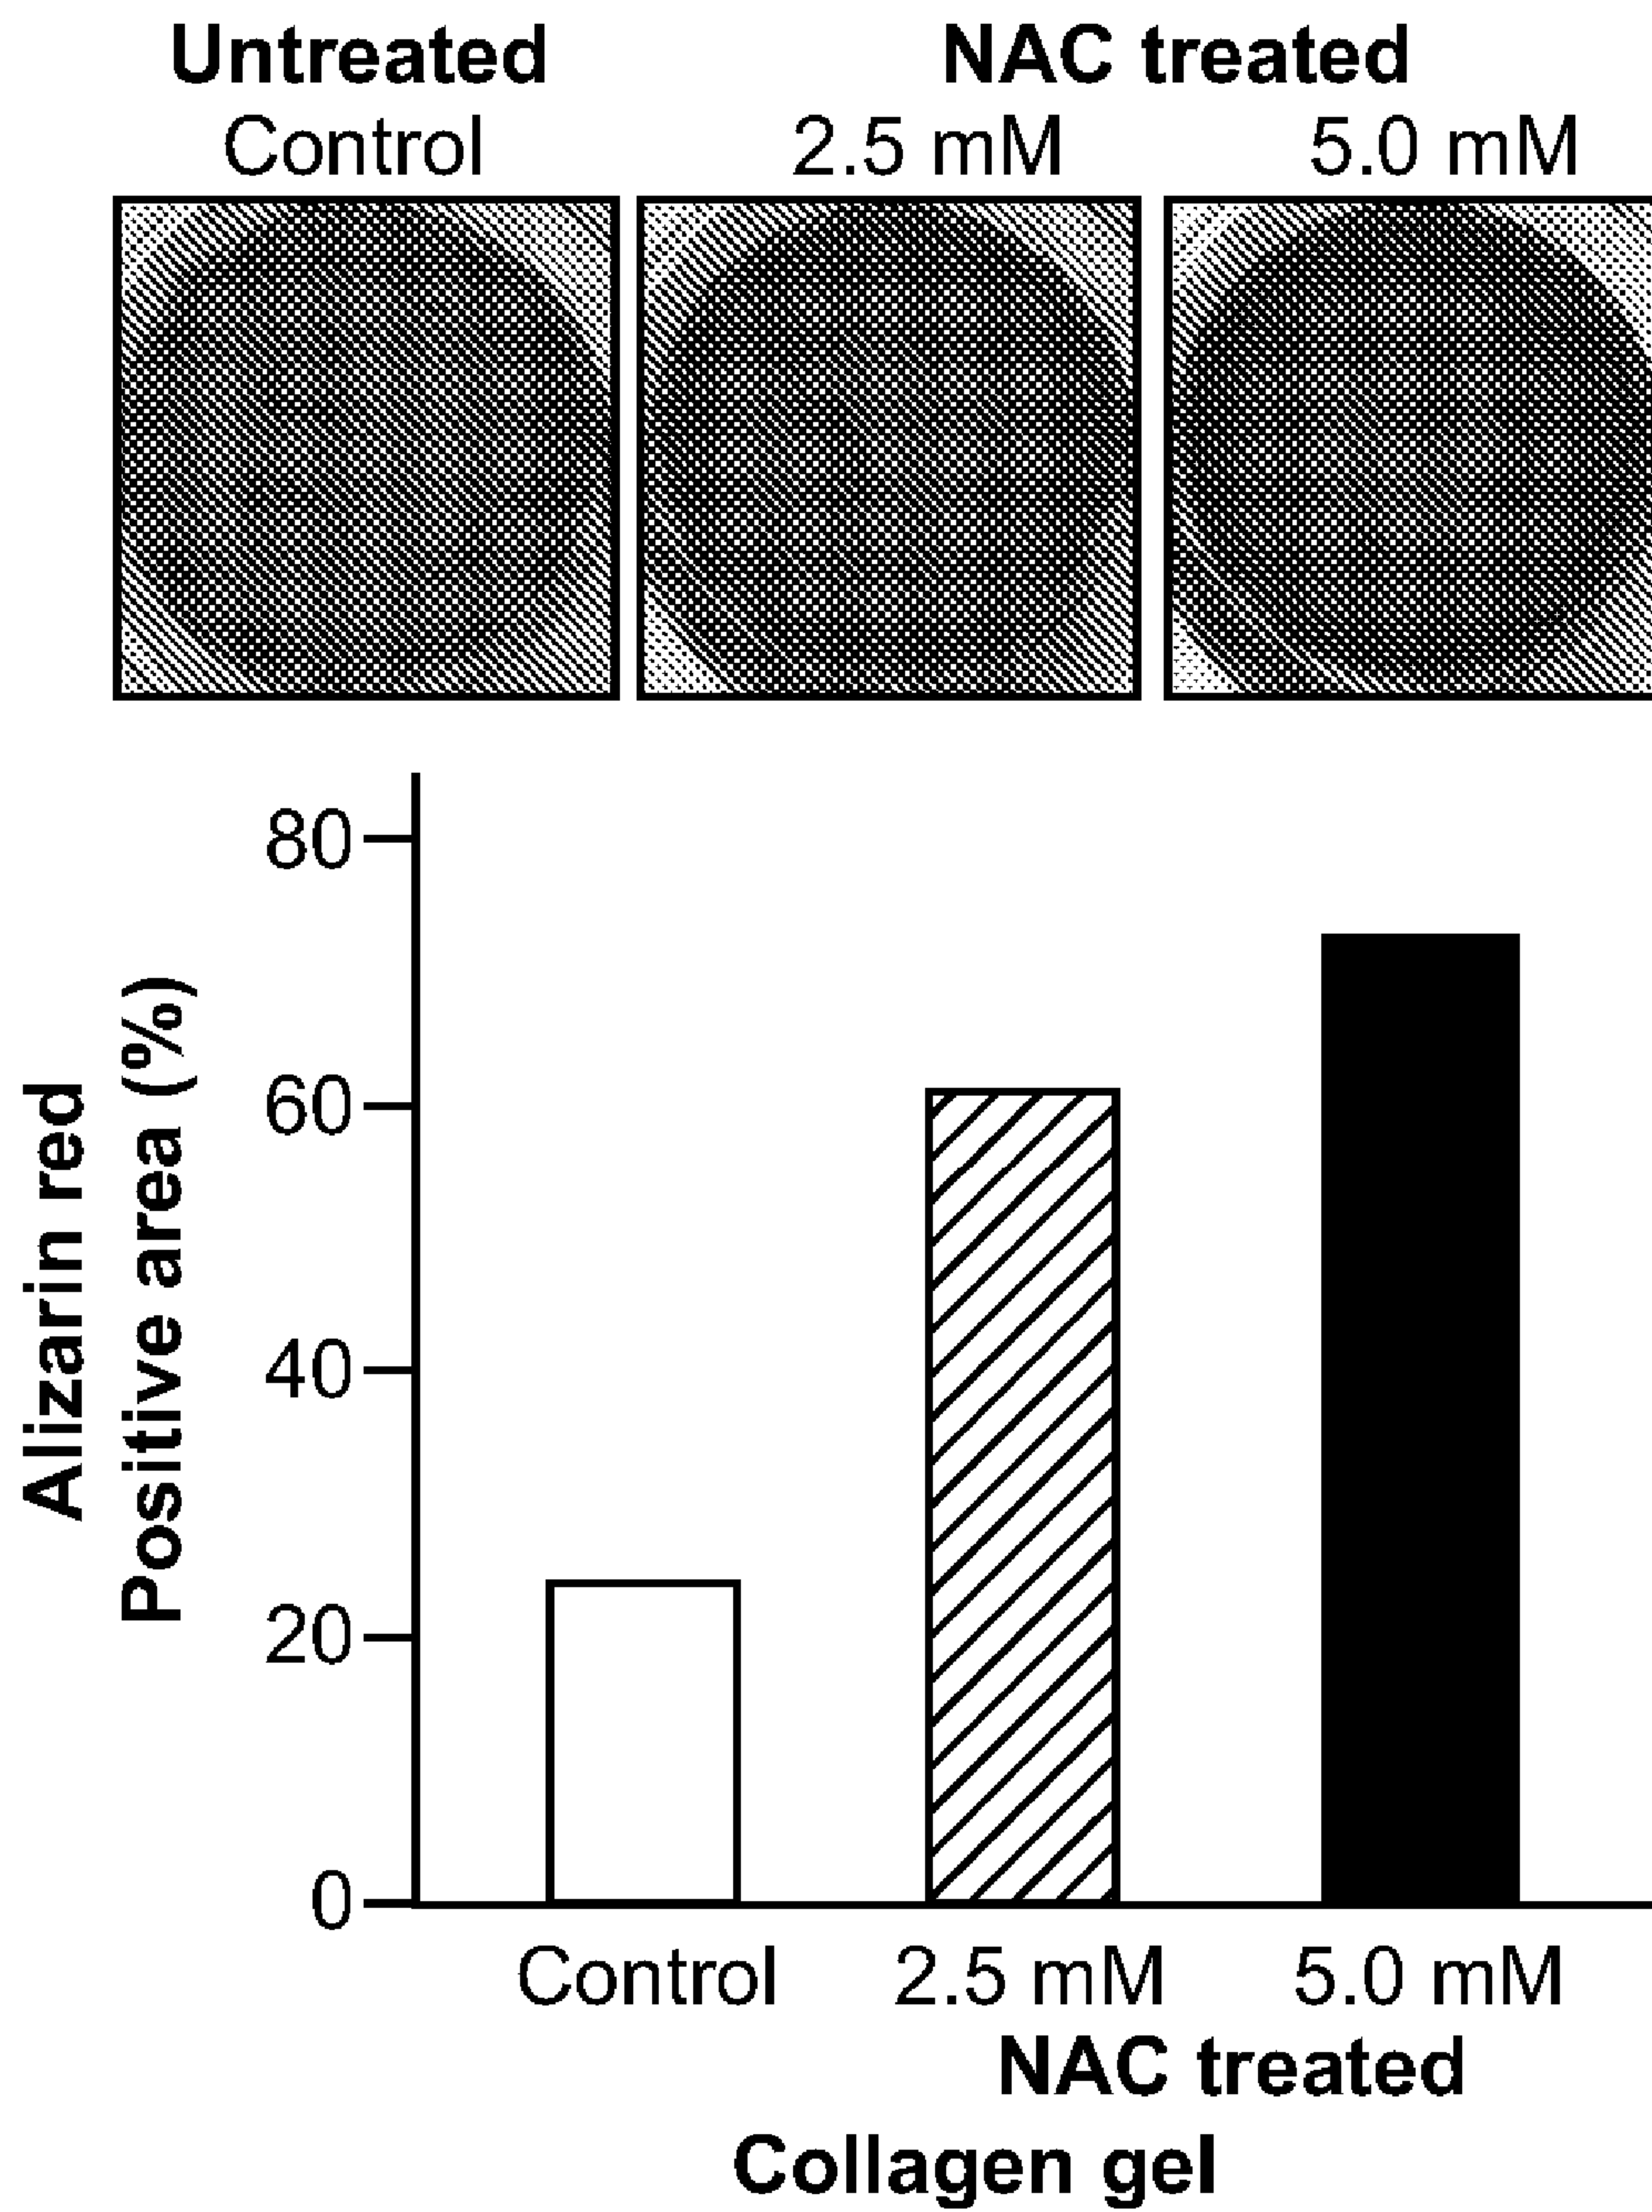 Untreated
NAC treated
Control
2.5 mM
5.0 mM
Alizarin red
Positive area (%)
80
60
40
20
0
Control
2.5 mM
5.0 mM
NAC treated
Collagen gel